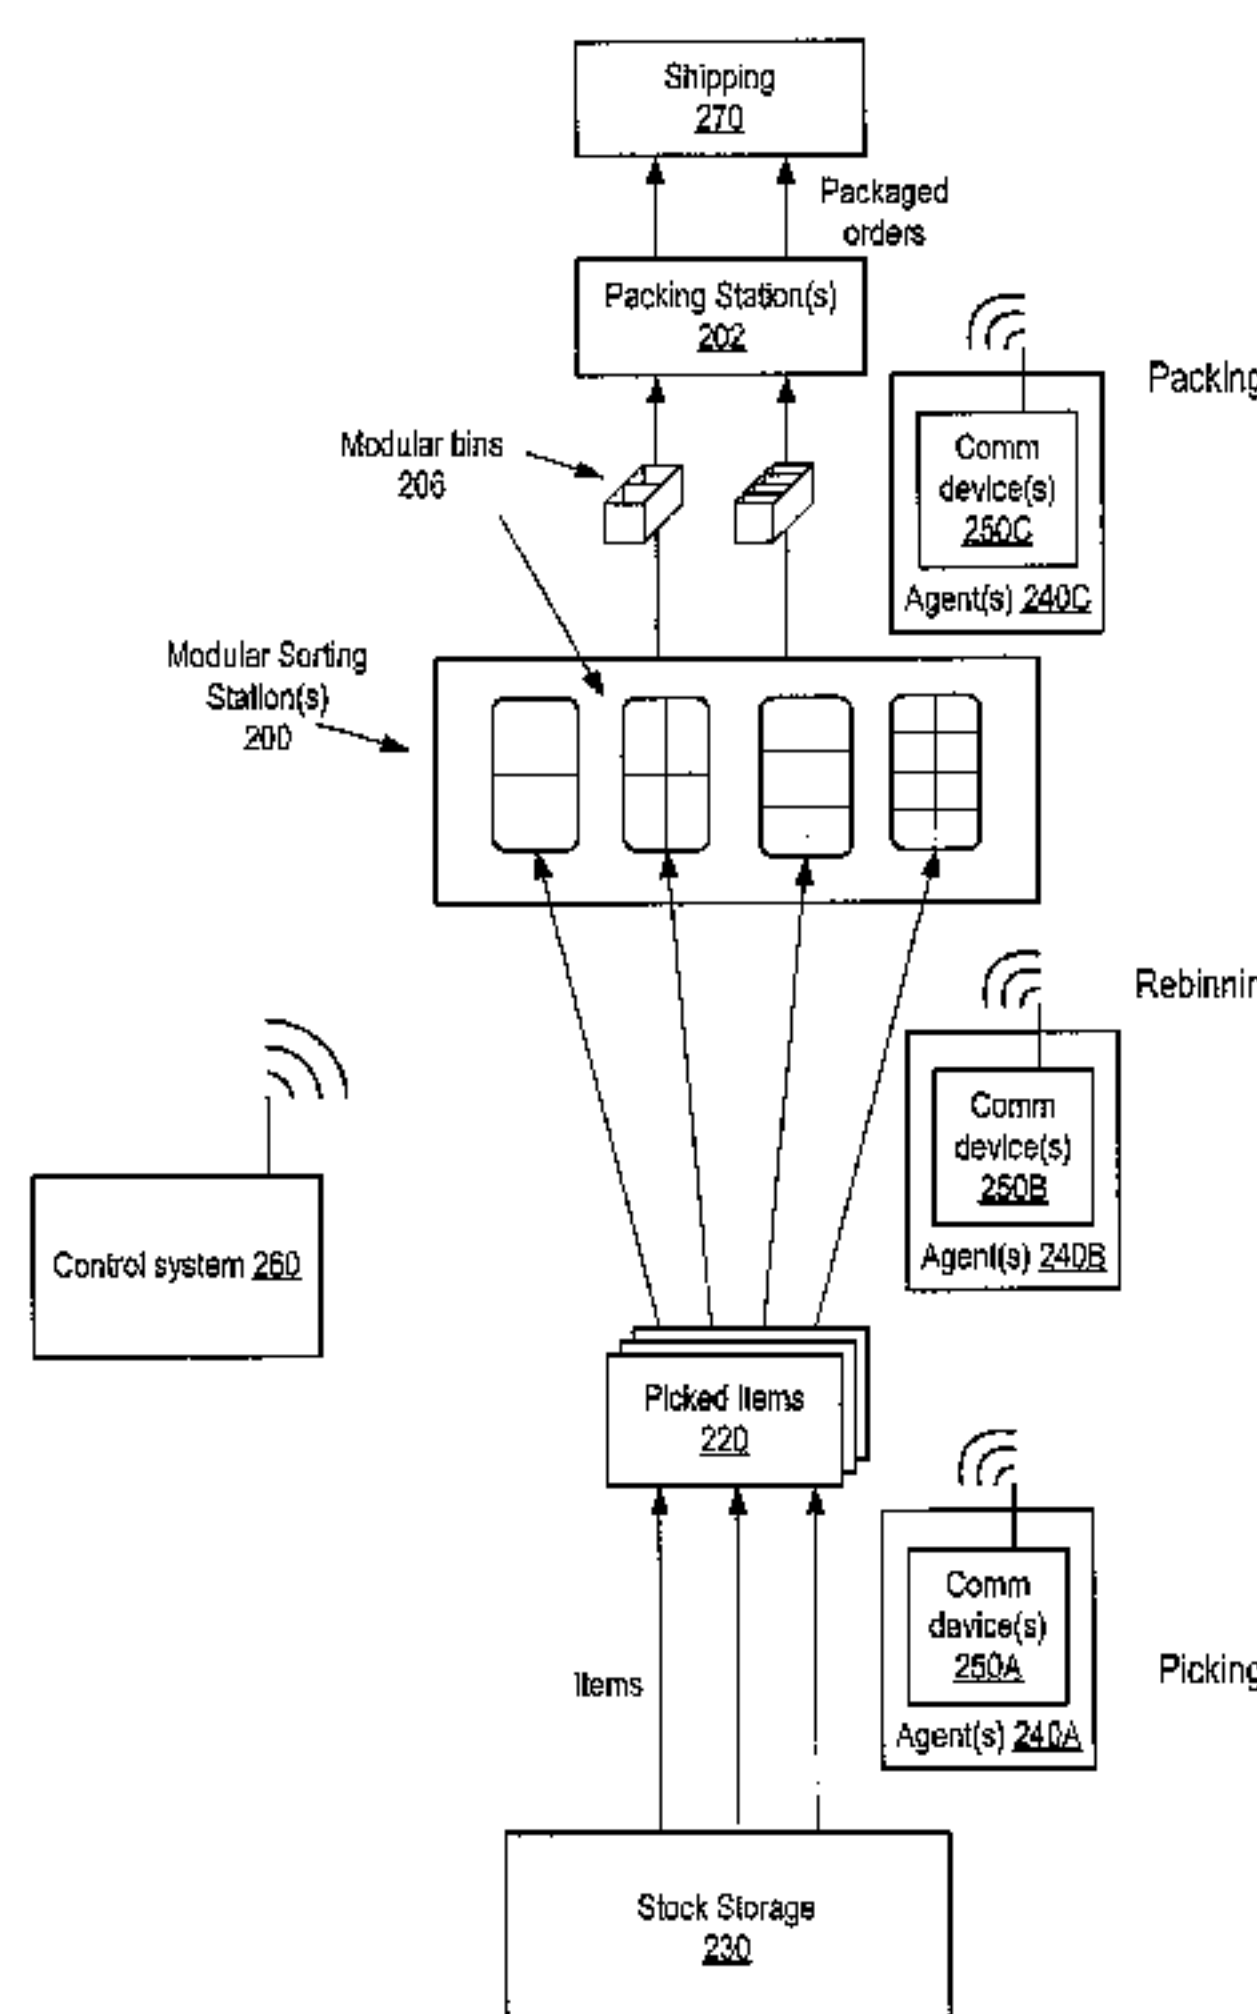 Shipping
270
Packaged
orders
Packing Station(s)
202
Packing
Modular bins
206
Comm
device(s)
250C
Agent(s) 240C
Modular Sorting
Station(s)
200
Rebinnin
Comm
device(s)
250B
Agent(s) 240B
Control system 260
Picked Items
220
Comm
device(s)
250A
Agent(s) 240A
Items
Picking
Stock Storage
230